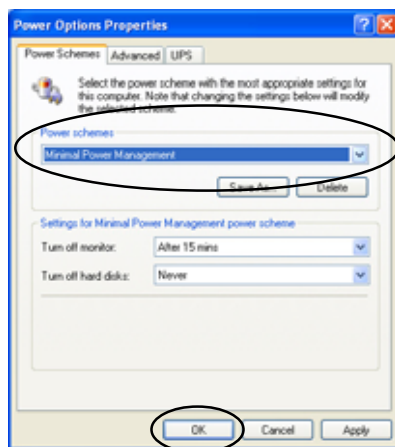 Power Options Properties
Power Schemes Advanced UPS
Select the power scheme with the most appropriate settings for
this computer. Note that changing the settings below will modify
the selected scheme.
Power schemes
Minimal Power Management
Save As... Delete
Settings for Minimal Power Management power scheme
Turn off monitor: After 15 mins
Turn off hard disks: Never
OK Cancel Apply